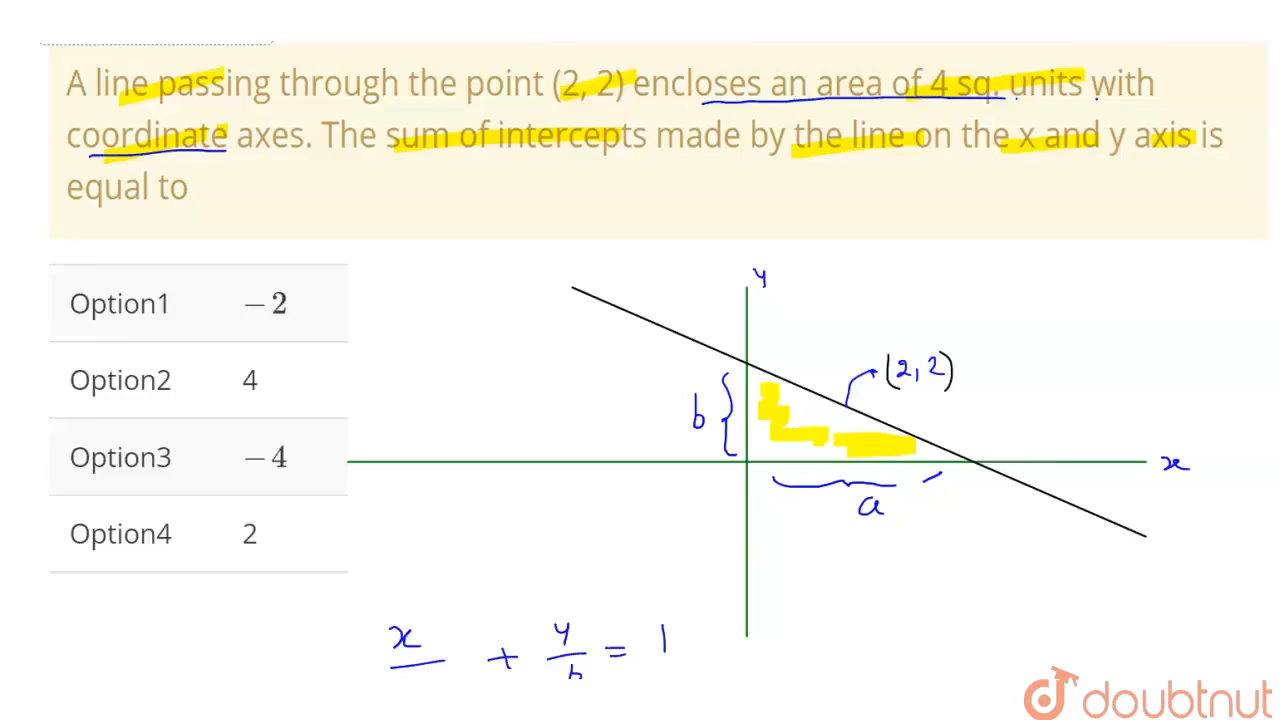 A line passing through the point (2, 2) encloses an area of 4 sq. units with
coordinate axes. The sum of intercepts made by the line on the x and y axis is
equal to
Option1 −2
Option2 4
Option3 −4
Option4 2
y
(2,2)
b
x
a
x + y/b = 1
doubtnut